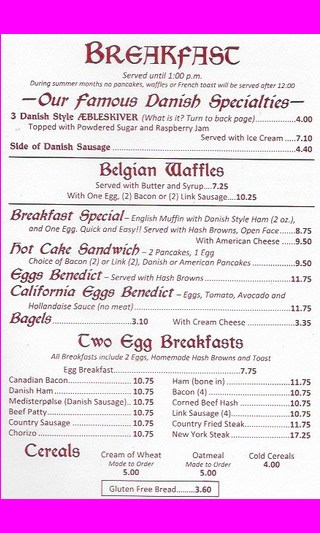 BREAKFAST
Served until 1:00 p.m.
During summer months no pancakes, waffles or French toast will be served after 12:00
—Our Famous Danish Specialties—
3 Danish Style ÆBLESKIVER (What is it? Turn to back page)..............4.00
Topped with Powdered Sugar and Raspberry Jam
Served with Ice Cream .....7.10
Side of Danish Sausage ..............4.40
Belgian Waffles
Served with Butter and Syrup....7.25
With One Egg, (2) Bacon or (2) Link Sausage....10.25
Breakfast Special – English Muffin with Danish Style Ham (2 oz.),
and One Egg. Quick and Easy!! Served with Hash Browns, Open Face......8.75
With American Cheese .....9.50
Hot Cake Sandwich – 2 Pancakes, 1 Egg
Choice of Bacon (2) or Link (2), Danish or American Pancakes ..............9.50
Eggs Benedict – Served with Hash Browns..............11.75
California Eggs Benedict – Eggs, Tomato, Avocado and
Hollandaise Sauce (no meat)..............11.75
Bagels..............3.10 With Cream Cheese ..............3.35
Two Egg Breakfasts
All Breakfasts include 2 Eggs, Homemade Hash Browns and Toast
Egg Breakfast..............7.75
Canadian Bacon.............. 10.75 Ham (bone in) ..............11.75
Danish Ham.............. 10.75 Bacon (4) .............. 10.75
Medisterpølse (Danish Sausage).. 10.75 Corned Beef Hash .............. 10.75
Beef Patty.............. 10.75 Link Sausage (4).............. 10.75
Country Sausage .............. 10.75 Country Fried Steak..............11.75
Chorizo .............. 10.75 New York Steak .............. 17.25
Cereals Cream of Wheat Oatmeal Cold Cereals
Made to Order Made to Order 4.00
5.00 5.00
Gluten Free Bread........3.60